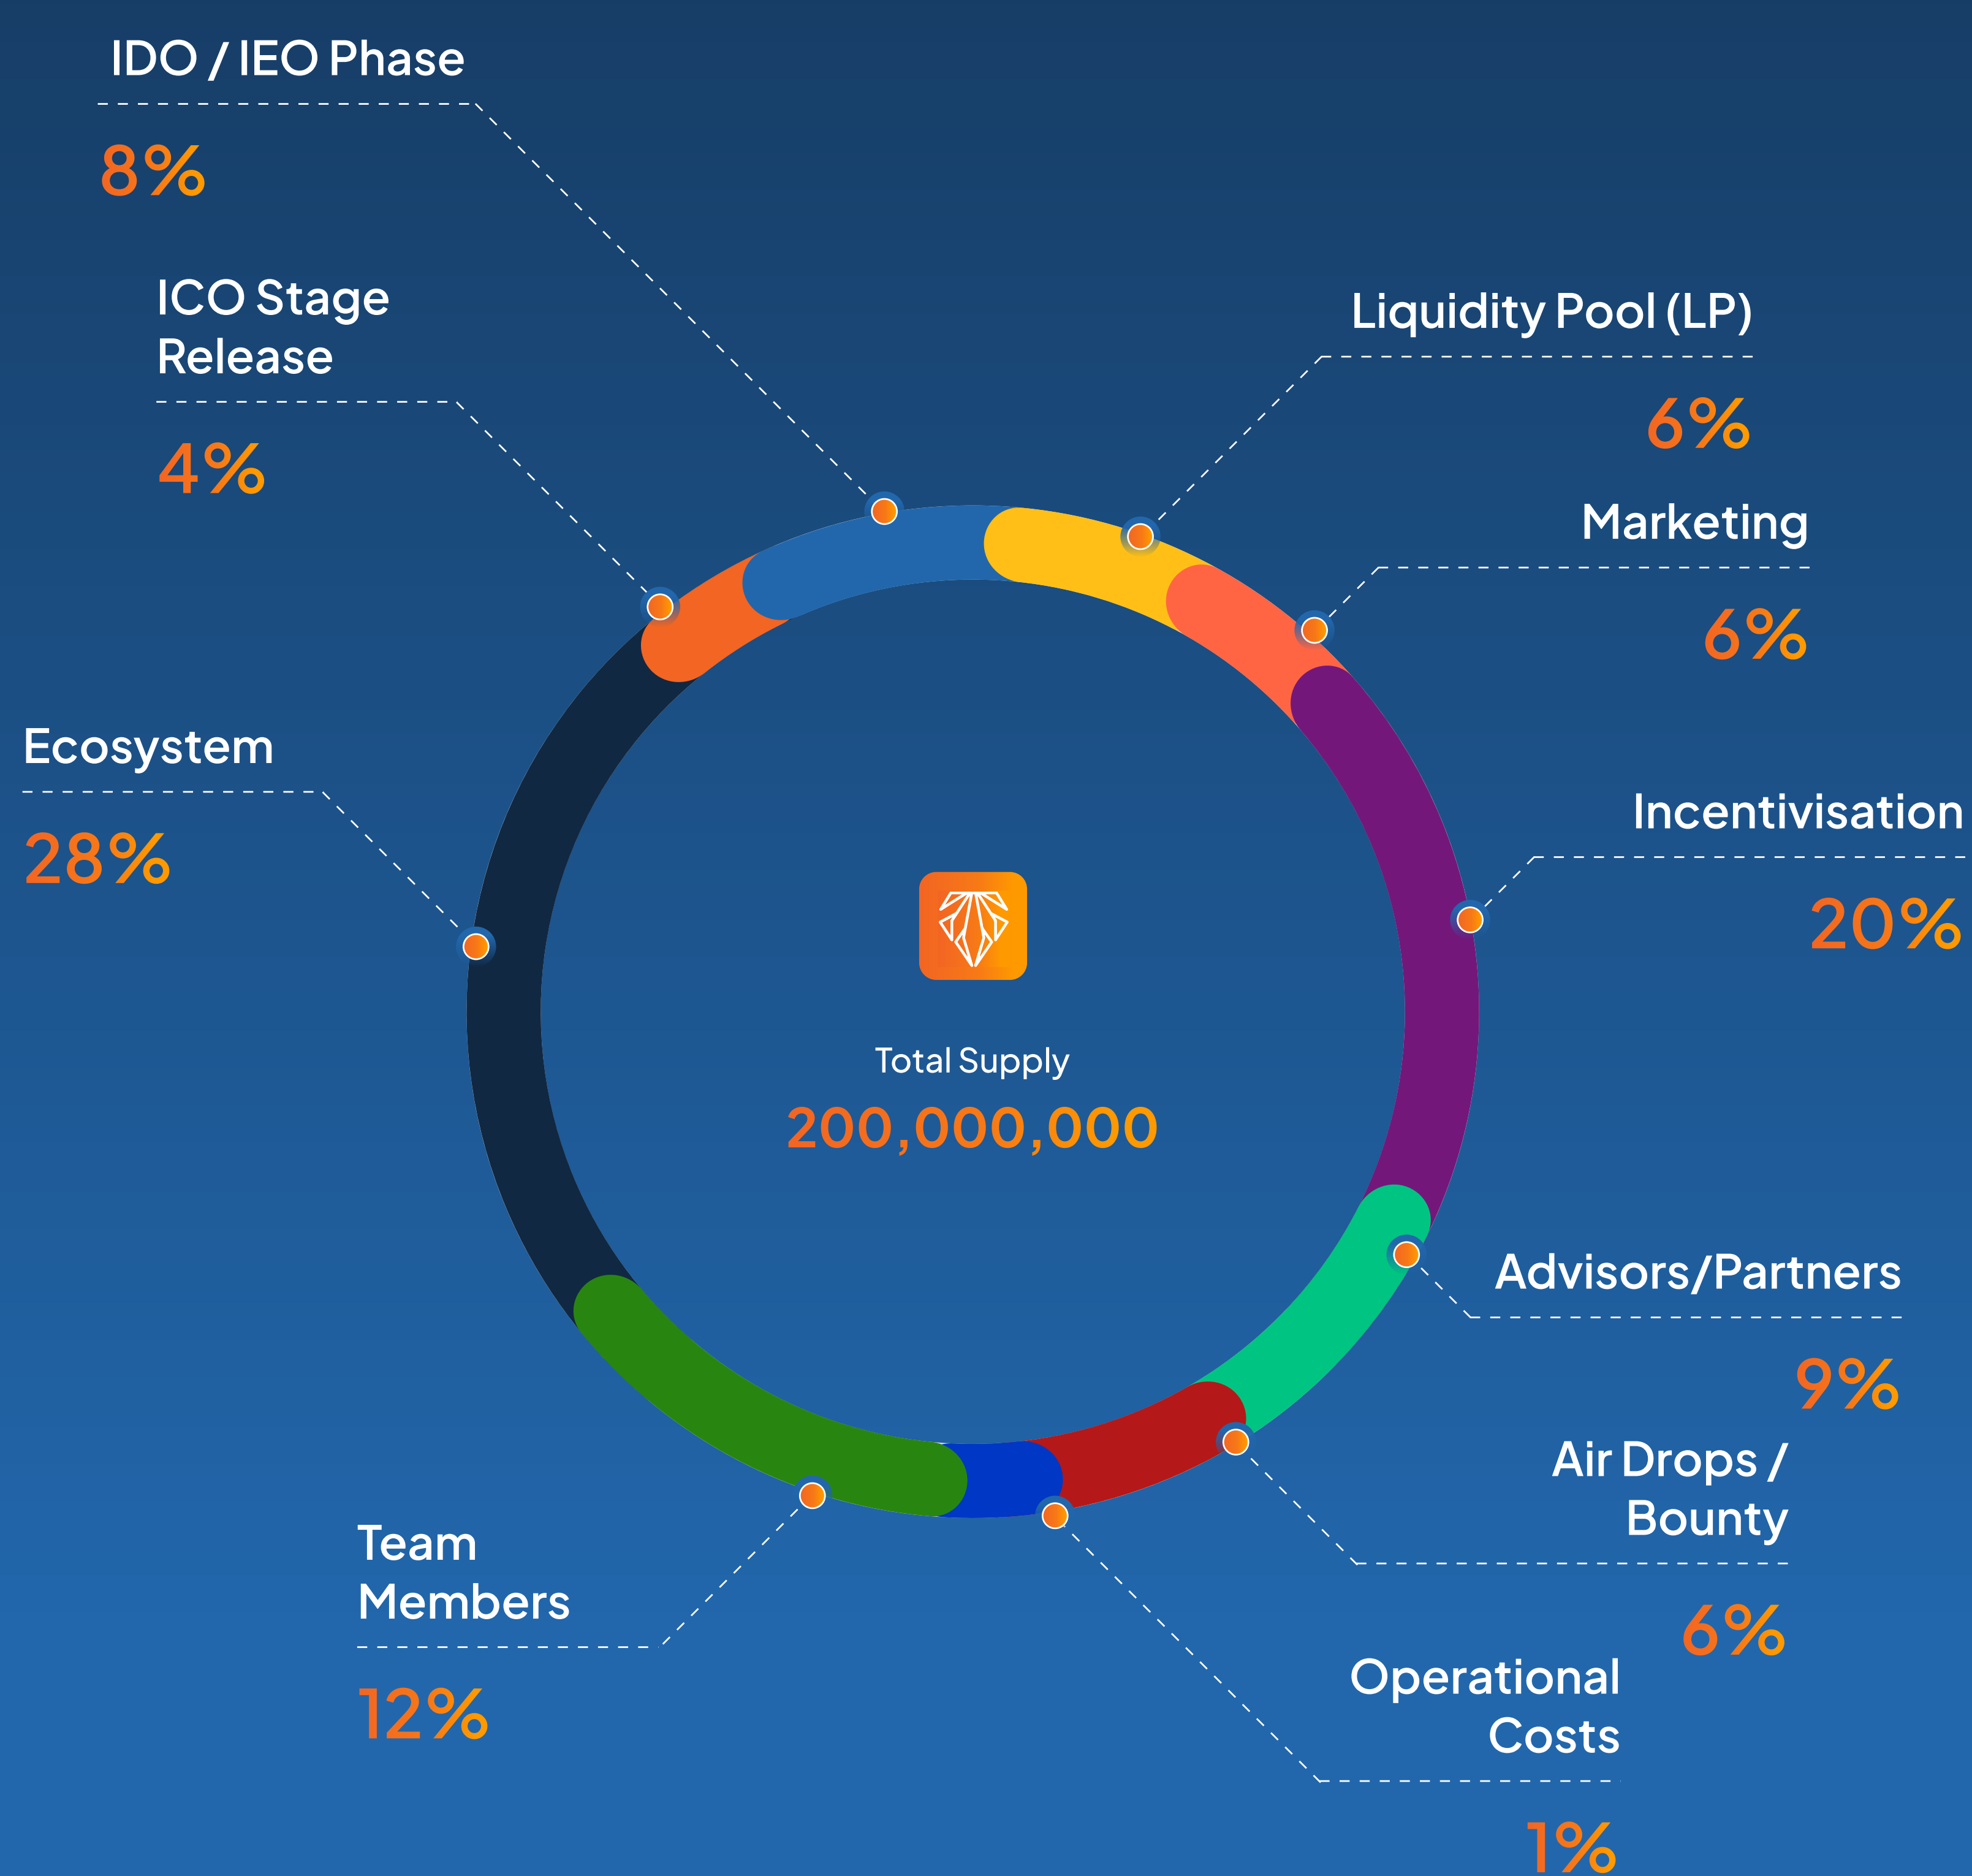 IDO / IEO Phase
8%
ICO Stage
Release
4%
Liquidity Pool (LP)
6%
Marketing
6%
Ecosystem
28%
Incentivisation
20%
Total Supply
200,000,000
Advisors/Partners
9%
Air Drops /
Bounty
6%
Team
Members
12%
Operational
Costs
1%